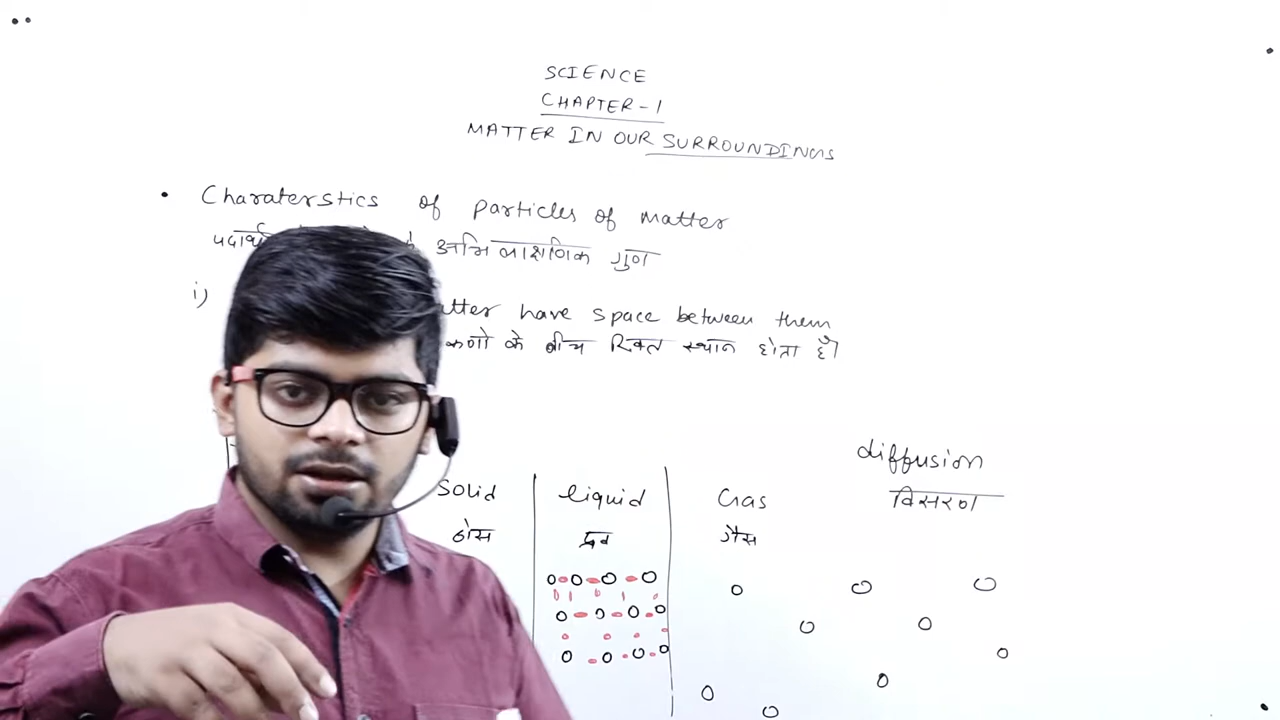 SCIENCE
CHAPTER-1
MATTER IN OUR SURROUNDINGS
• Charaterstics of particles of matter
अभिलाक्षणिक गुण
i) have space between them
कणो के बीच रिक्त स्थान होता है
diffusion
विसरण
Solid liquid Gas
ठोस द्रव गैस